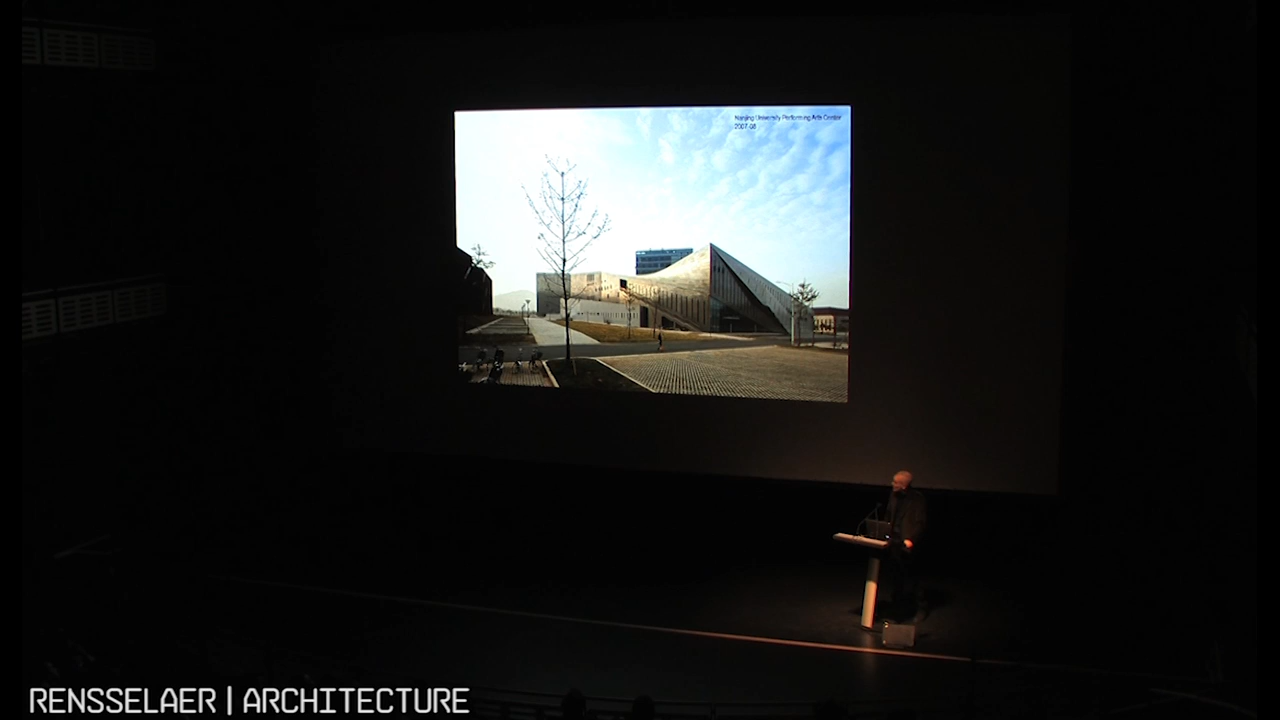 Nanjing University Performing Arts Center
2007-08
RENSSELAER | ARCHITECTURE